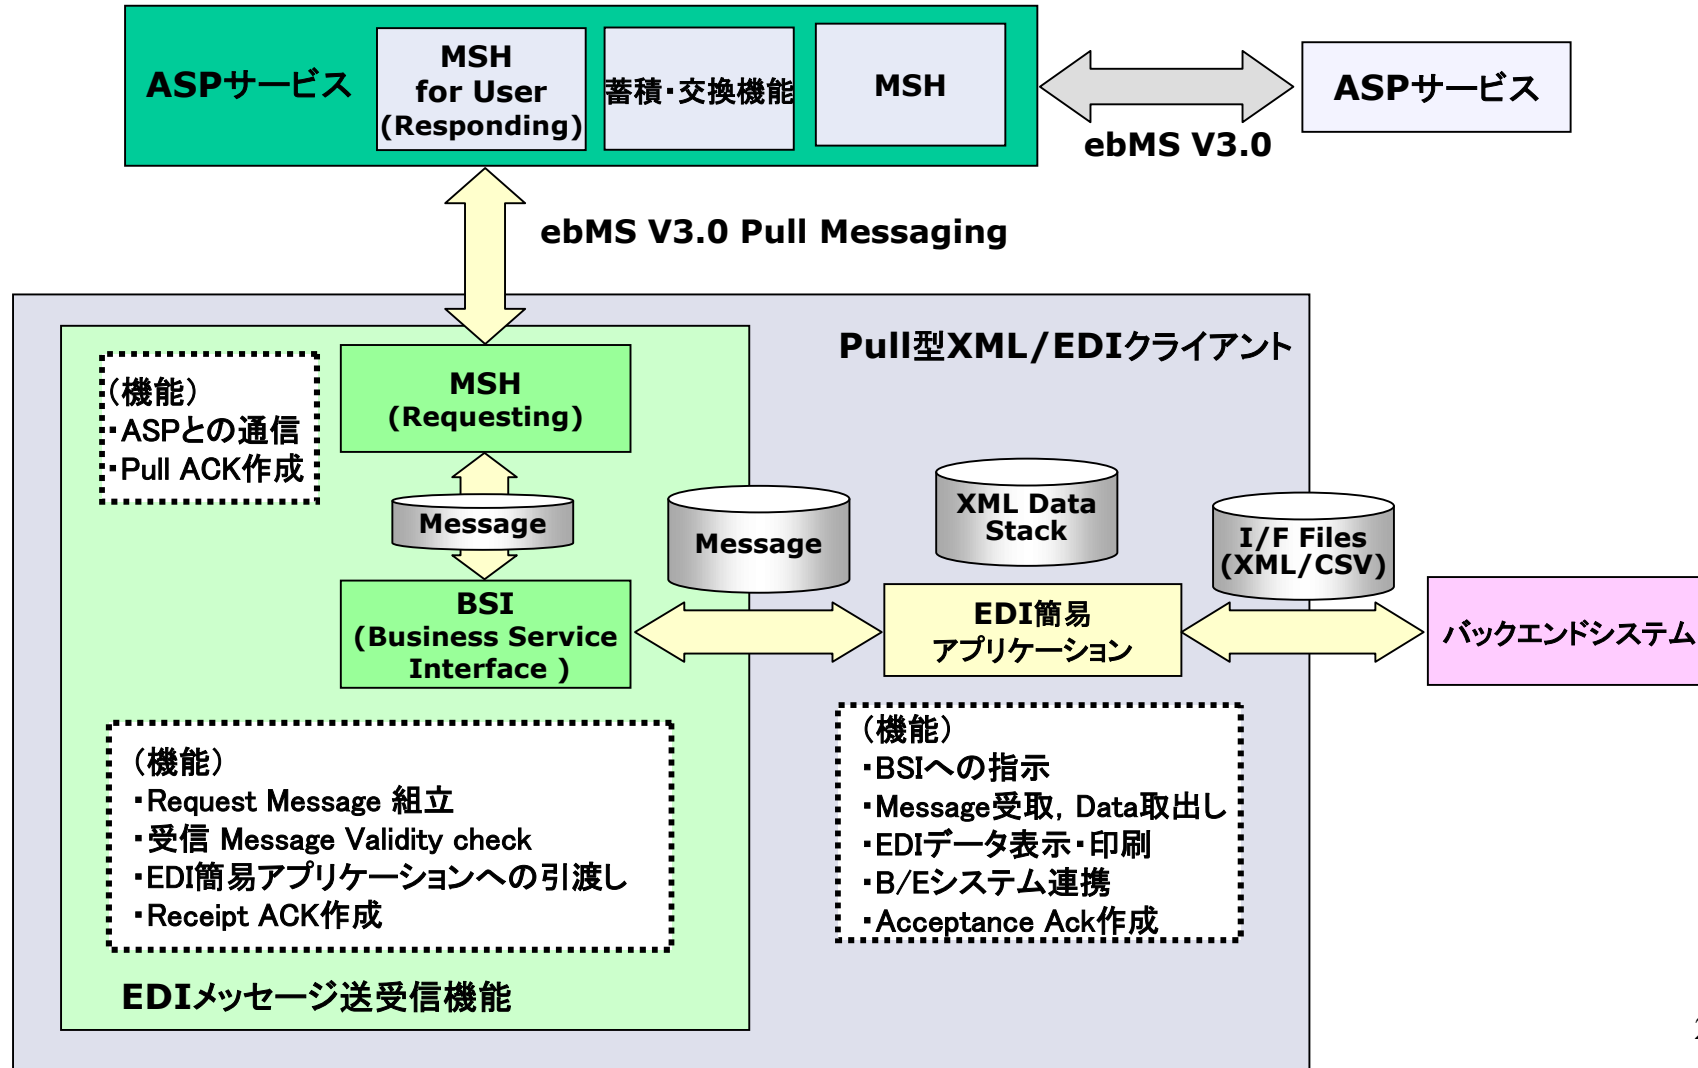 ASPサービス
MSH
for User
(Responding)
蓄積・交換機能
MSH
ASPサービス
ebMS V3.0
ebMS V3.0 Pull Messaging
Pull型XML/EDIクライアント
(機能)
・ASPとの通信
・Pull ACK作成
MSH
(Requesting)
Message
BSI
(Business Service
Interface )
Message
XML Data
Stack
I/F Files
(XML/CSV)
EDI簡易
アプリケーション
バックエンドシステム
(機能)
・Request Message 組立
・受信 Message Validity check
・EDI簡易アプリケーションへの引渡し
・Receipt ACK作成
(機能)
・BSIへの指示
・Message受取, Data取出し
・EDIデータ表示・印刷
・B/Eシステム連携
・Acceptance Ack作成
EDIメッセージ送受信機能